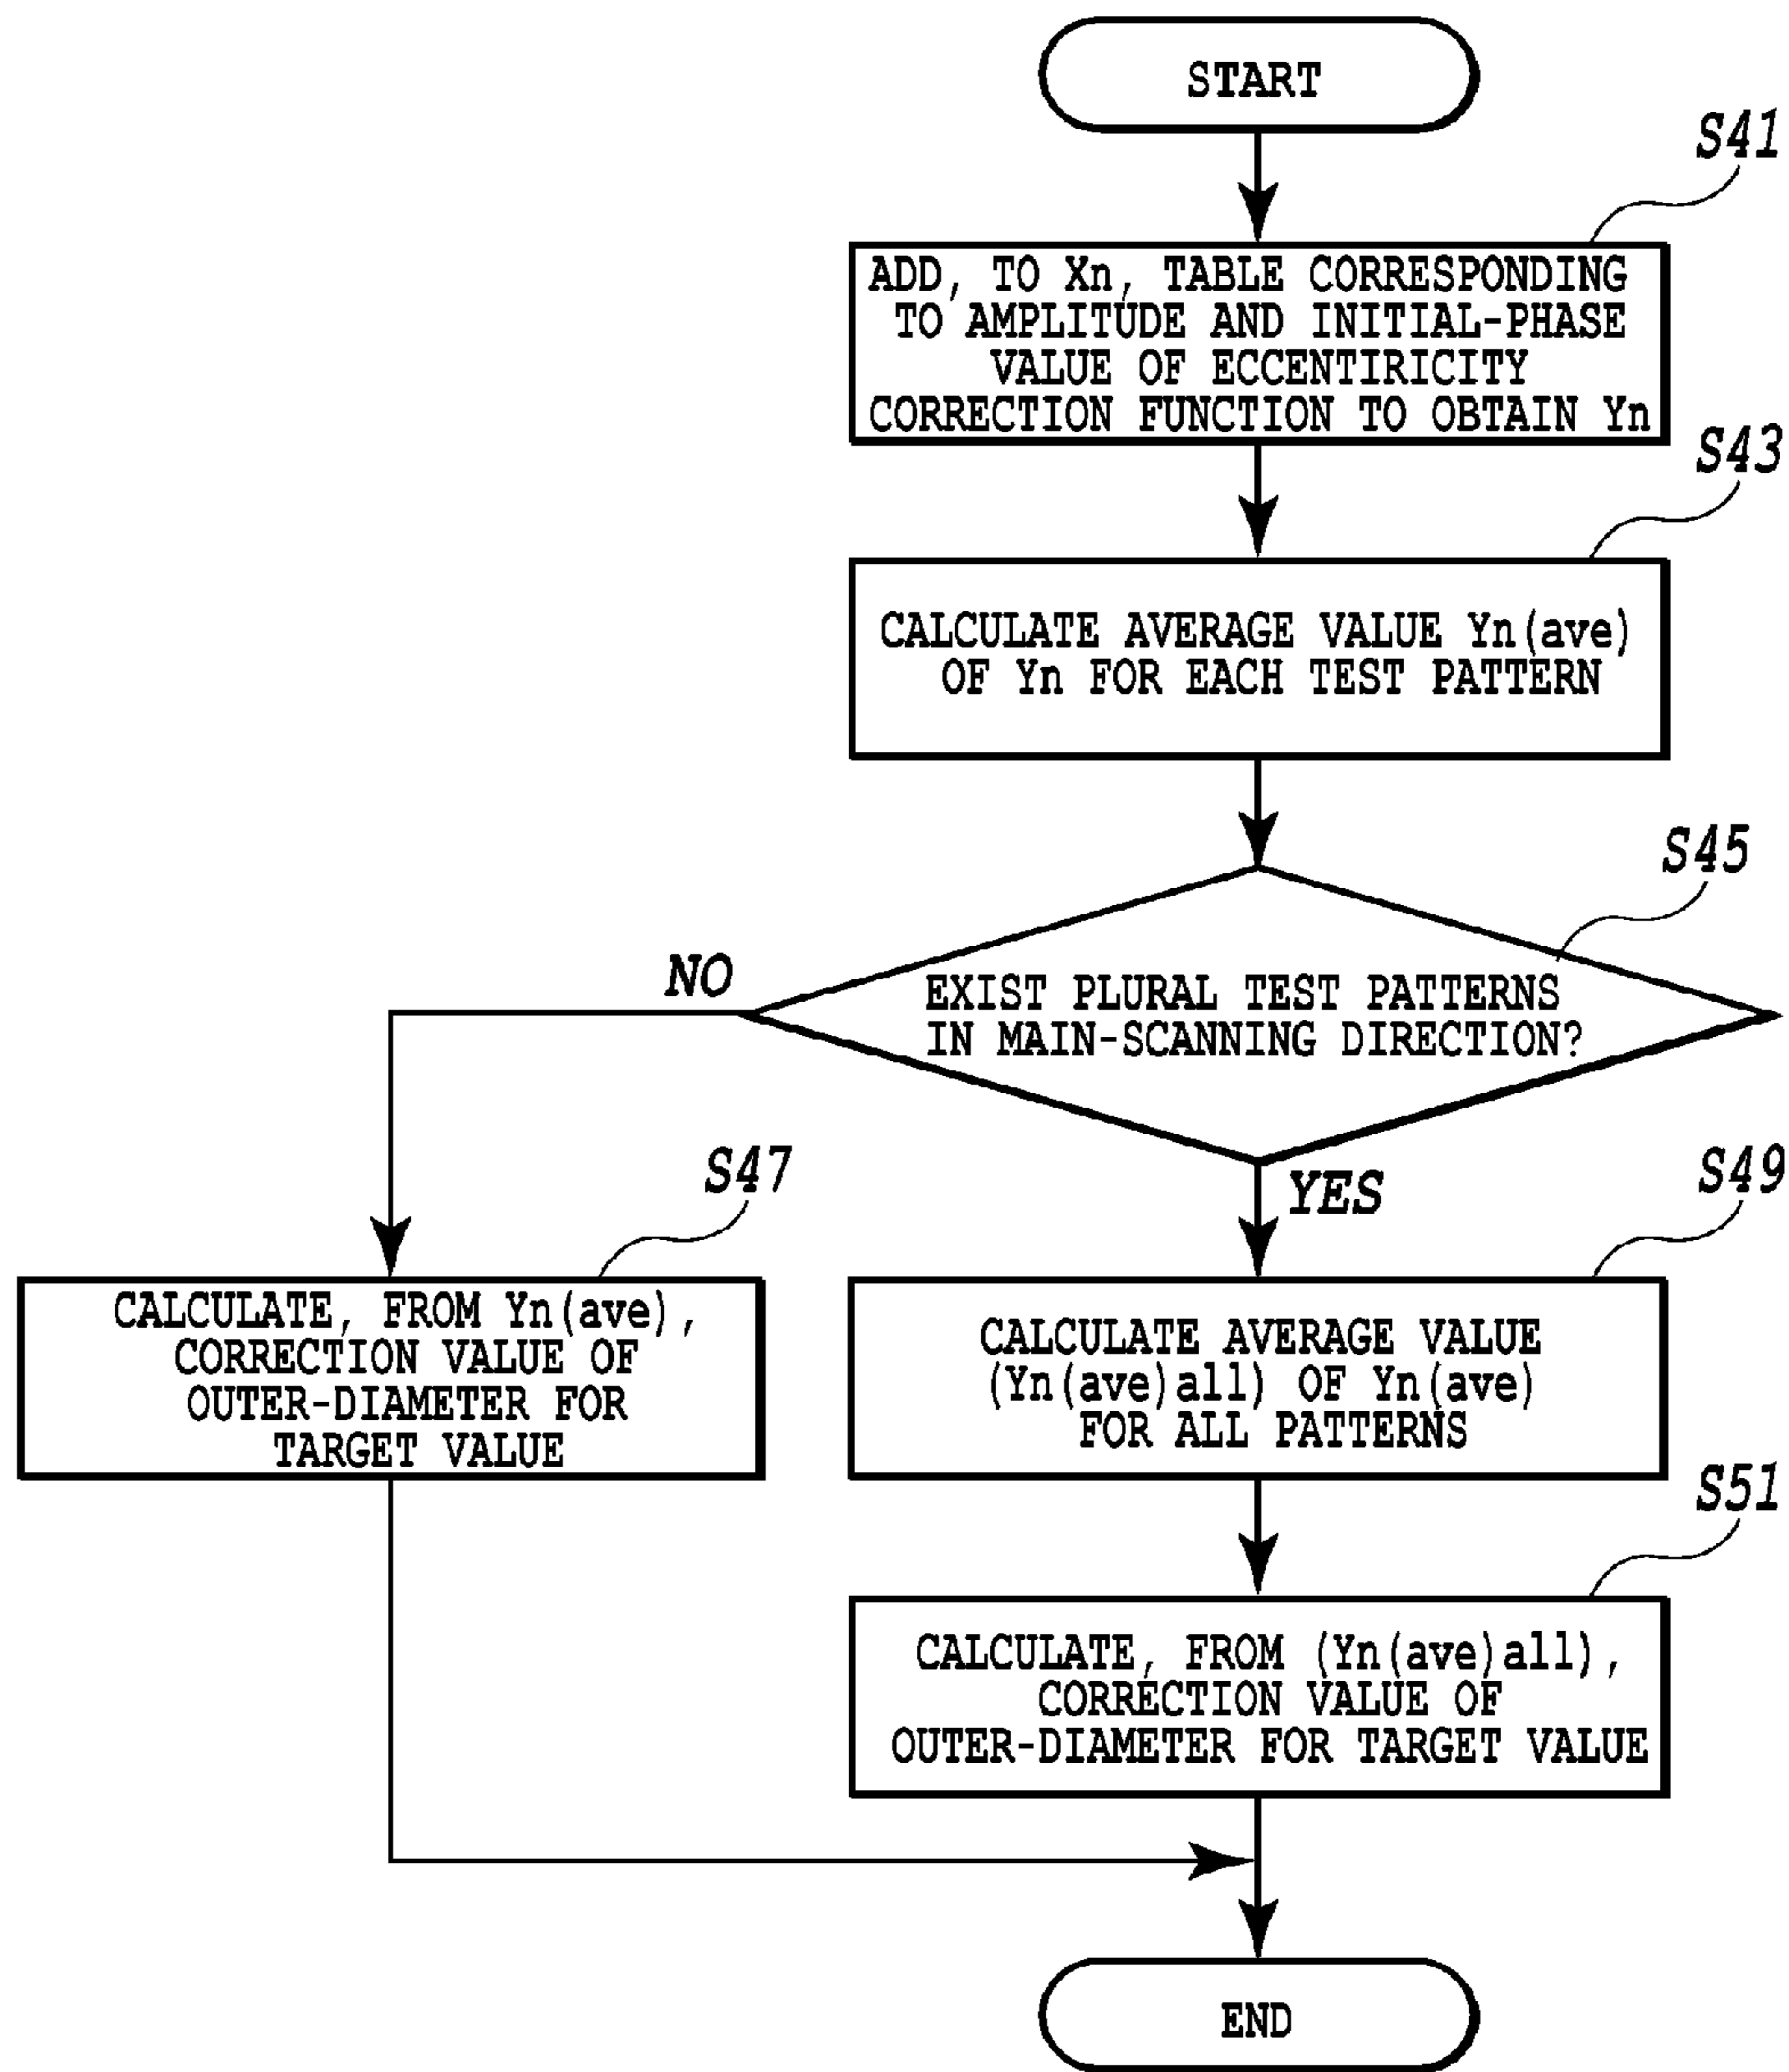 START
S41
ADD, TO Xn, TABLE CORRESPONDING
TO AMPLITUDE AND INITIAL-PHASE
VALUE OF ECCENTIRICITY
CORRECTION FUNCTION TO OBTAIN Yn
S43
CALCULATE AVERAGE VALUE Yn(ave)
OF Yn FOR EACH TEST PATTERN
S45
EXIST PLURAL TEST PATTERNS
IN MAIN-SCANNING DIRECTION?
NO
YES
S47
CALCULATE, FROM Yn(ave),
CORRECTION VALUE OF
OUTER-DIAMETER FOR
TARGET VALUE
S49
CALCULATE AVERAGE VALUE
(Yn(ave)all) OF Yn(ave)
FOR ALL PATTERNS
S51
CALCULATE, FROM (Yn(ave)all),
CORRECTION VALUE OF
OUTER-DIAMETER FOR TARGET VALUE
END